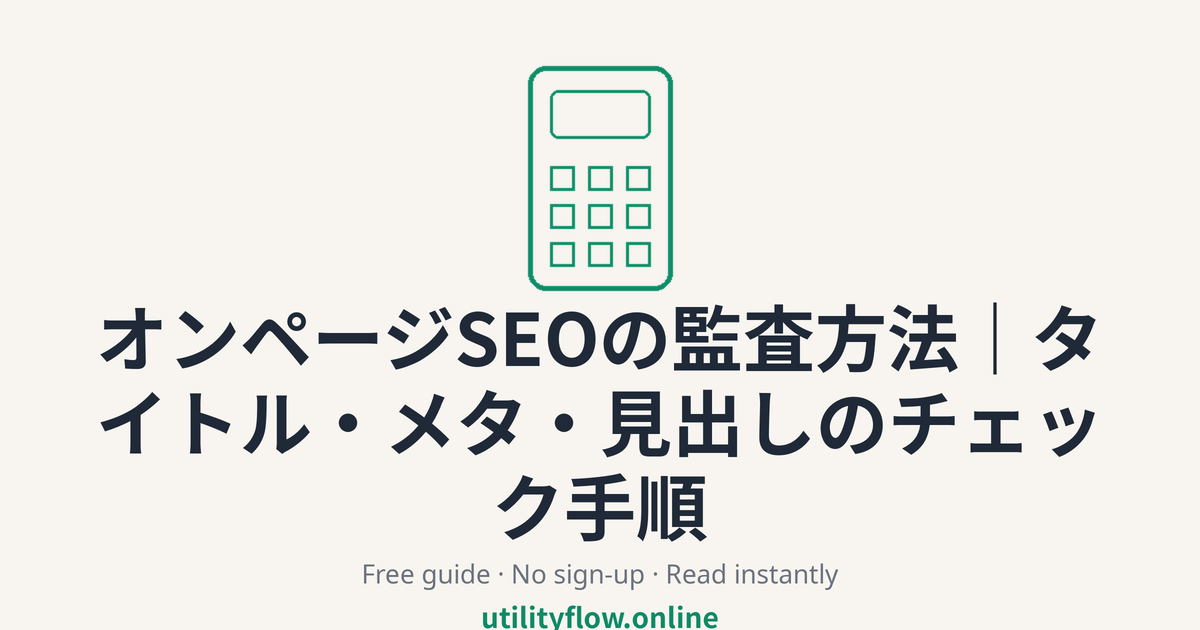 オンページSEOの監査方法｜タ
イトル・メタ・見出しのチェッ
ク手順
Free guide · No sign-up · Read instantly
utilityflow.online